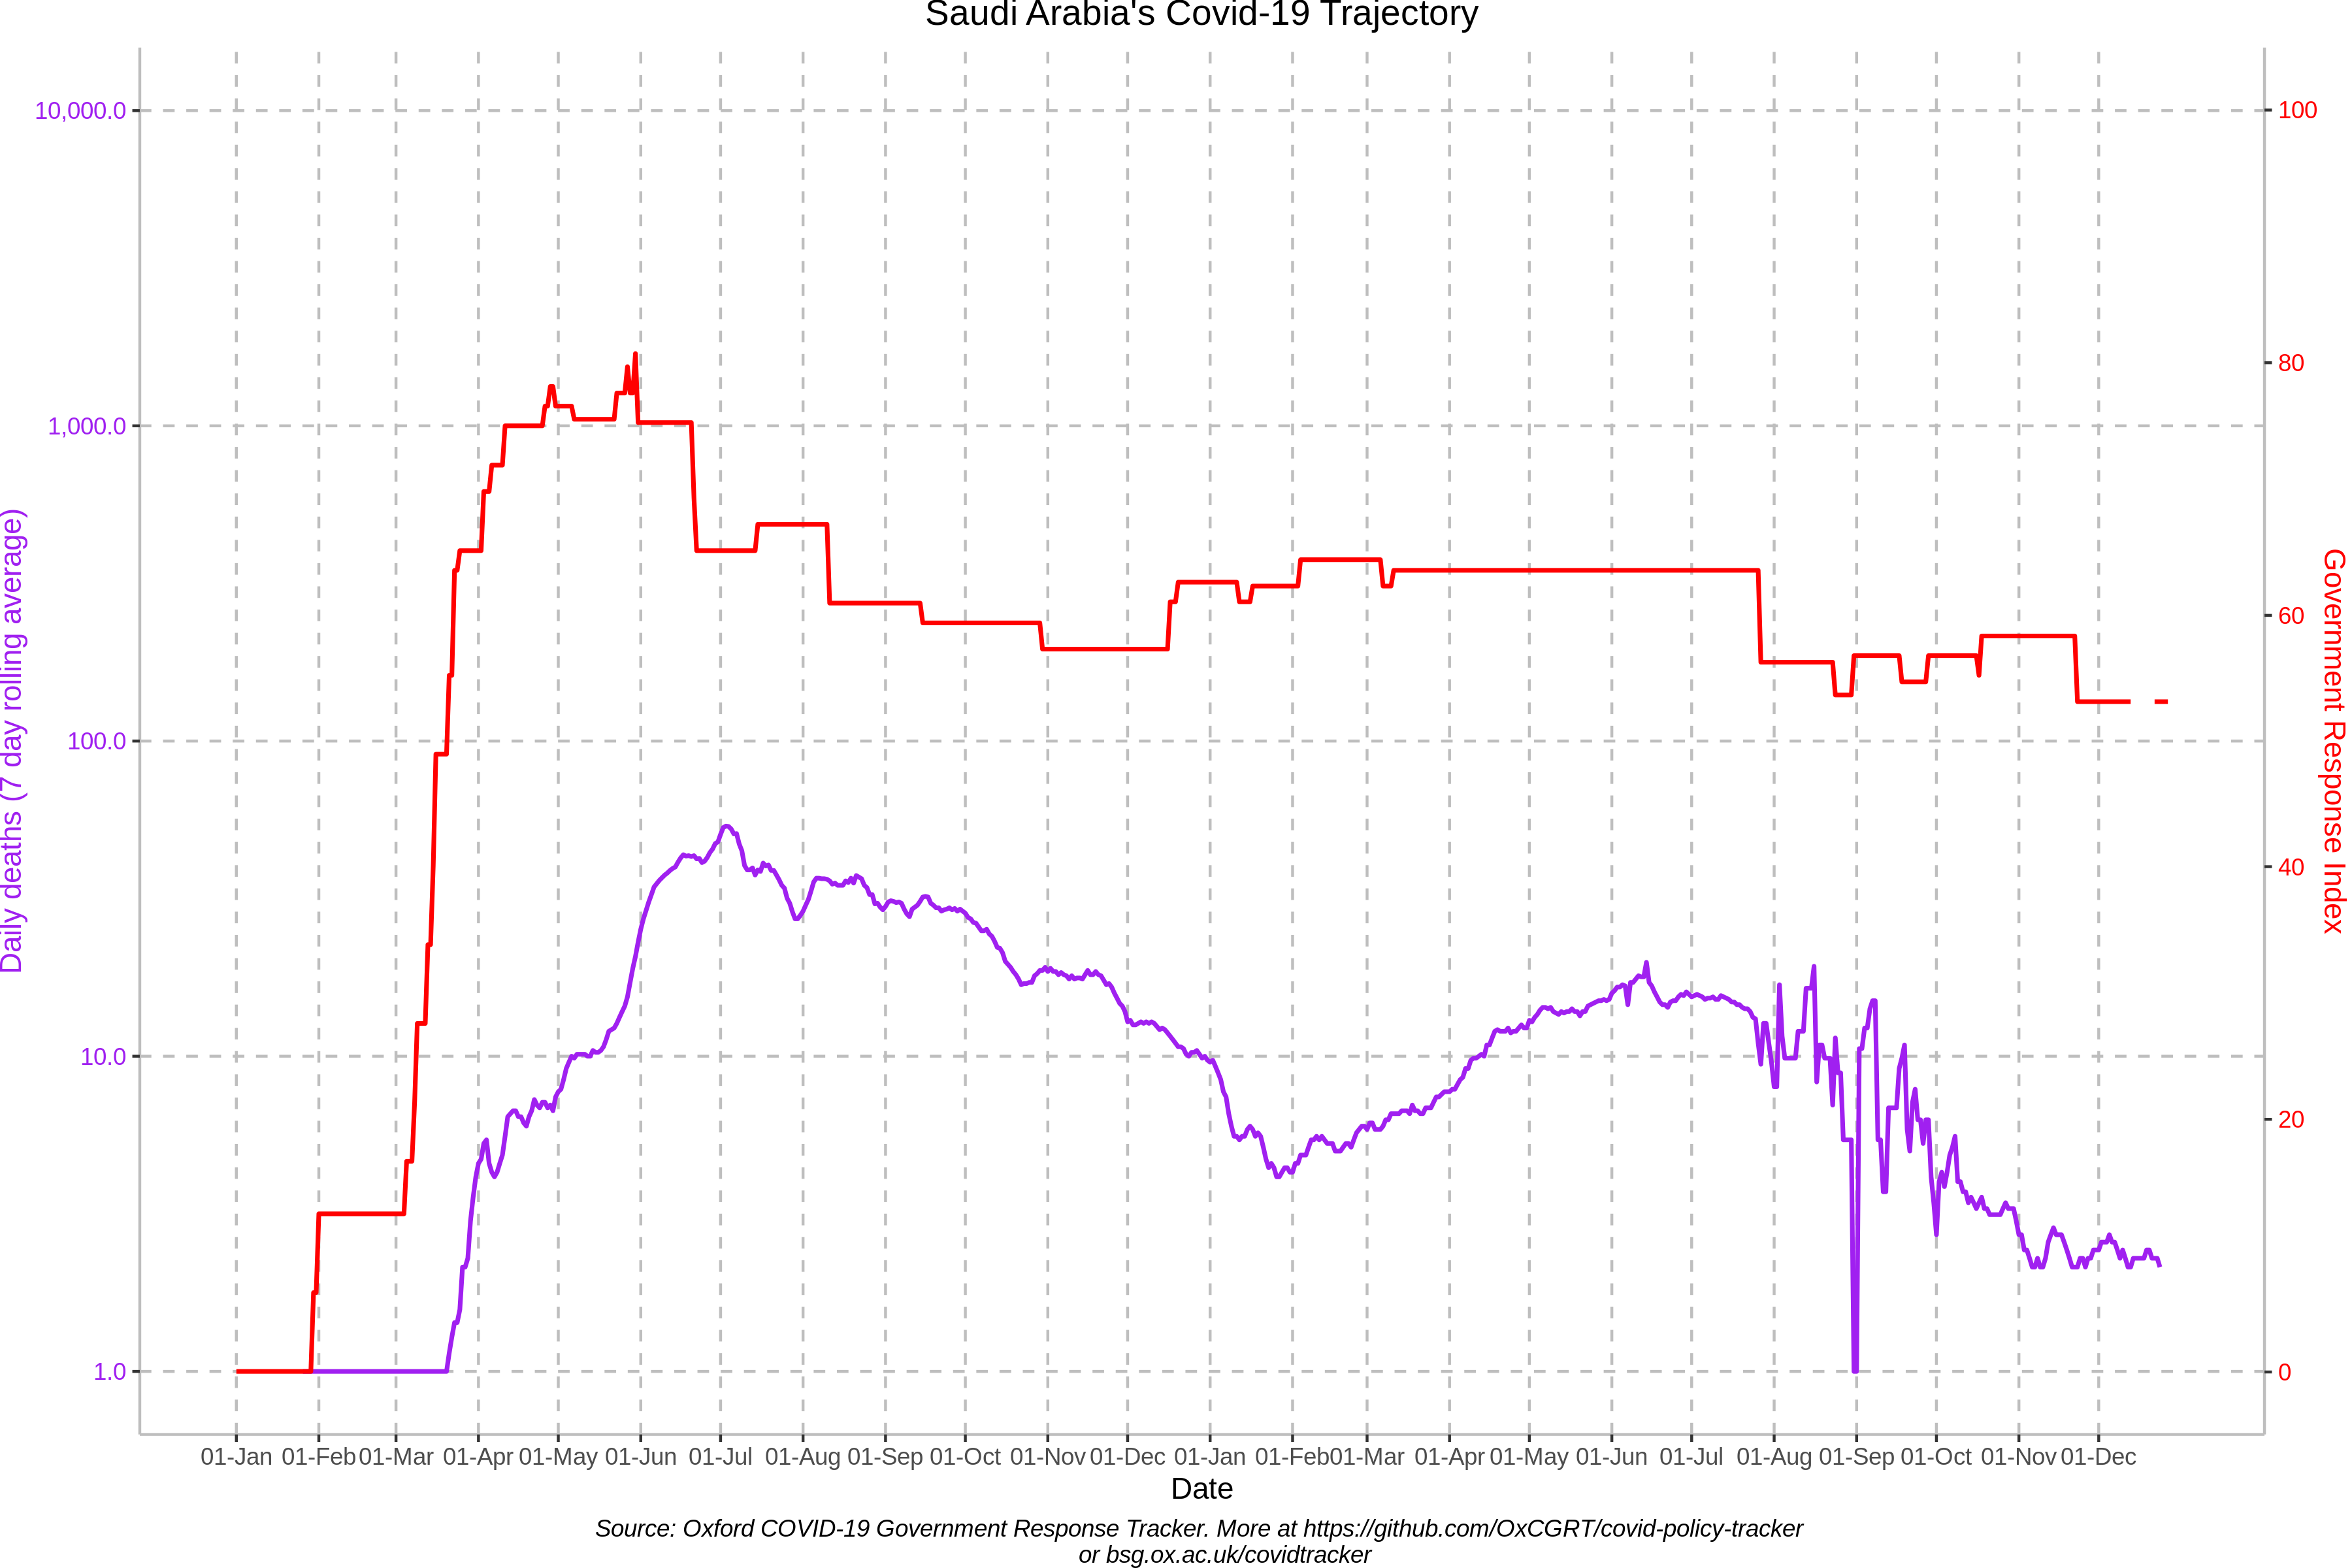 Saudi Arabia's Covid-19 Trajectory
10,000.0
1,000.0
100.0
10.0
1.0
Daily deaths (7 day rolling average)
100
80
60
40
20
0
Government Response Index
01-Jan 01-Feb 01-Mar 01-Apr 01-May 01-Jun 01-Jul 01-Aug 01-Sep 01-Oct 01-Nov 01-Dec 01-Jan 01-Feb 01-Mar 01-Apr 01-May 01-Jun 01-Jul 01-Aug 01-Sep 01-Oct 01-Nov 01-Dec
Date
Source: Oxford COVID-19 Government Response Tracker. More at https://github.com/OxCGRT/covid-policy-tracker
or bsg.ox.ac.uk/covidtracker